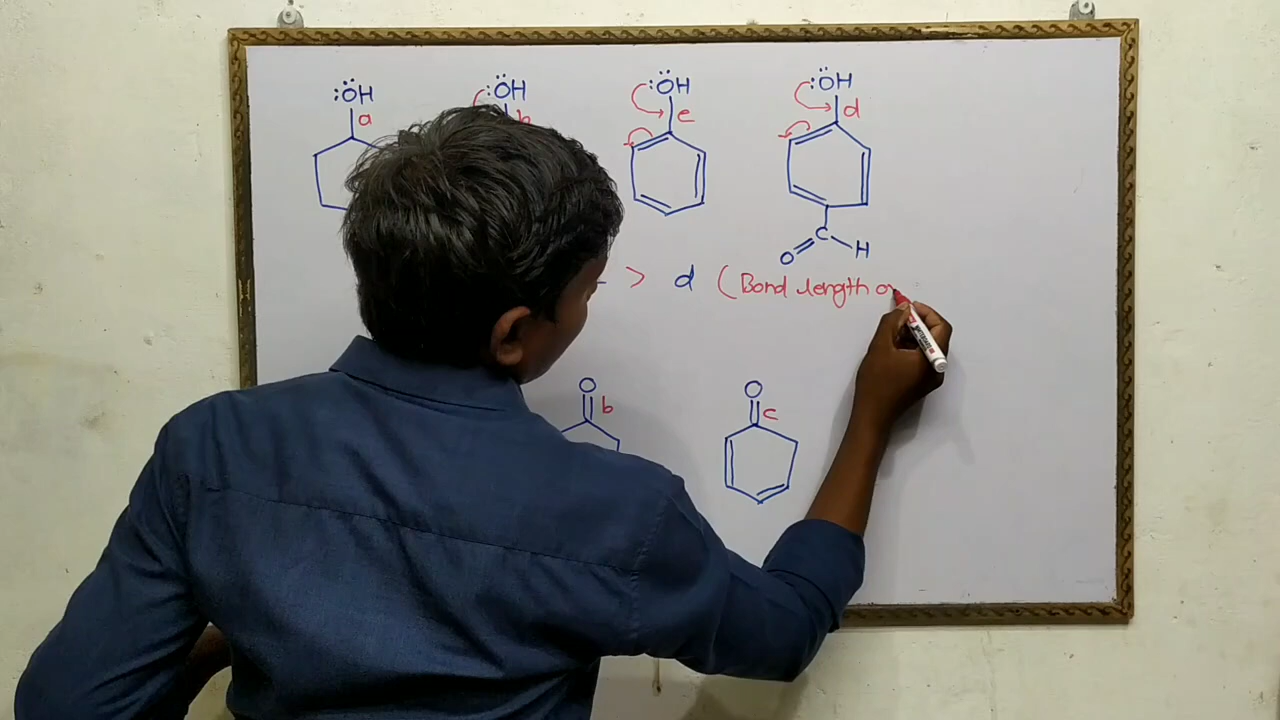 :ÖH :ÖH :ÖH :ÖH
a b c d
C
O H
> d (Bond length o
O O
b c